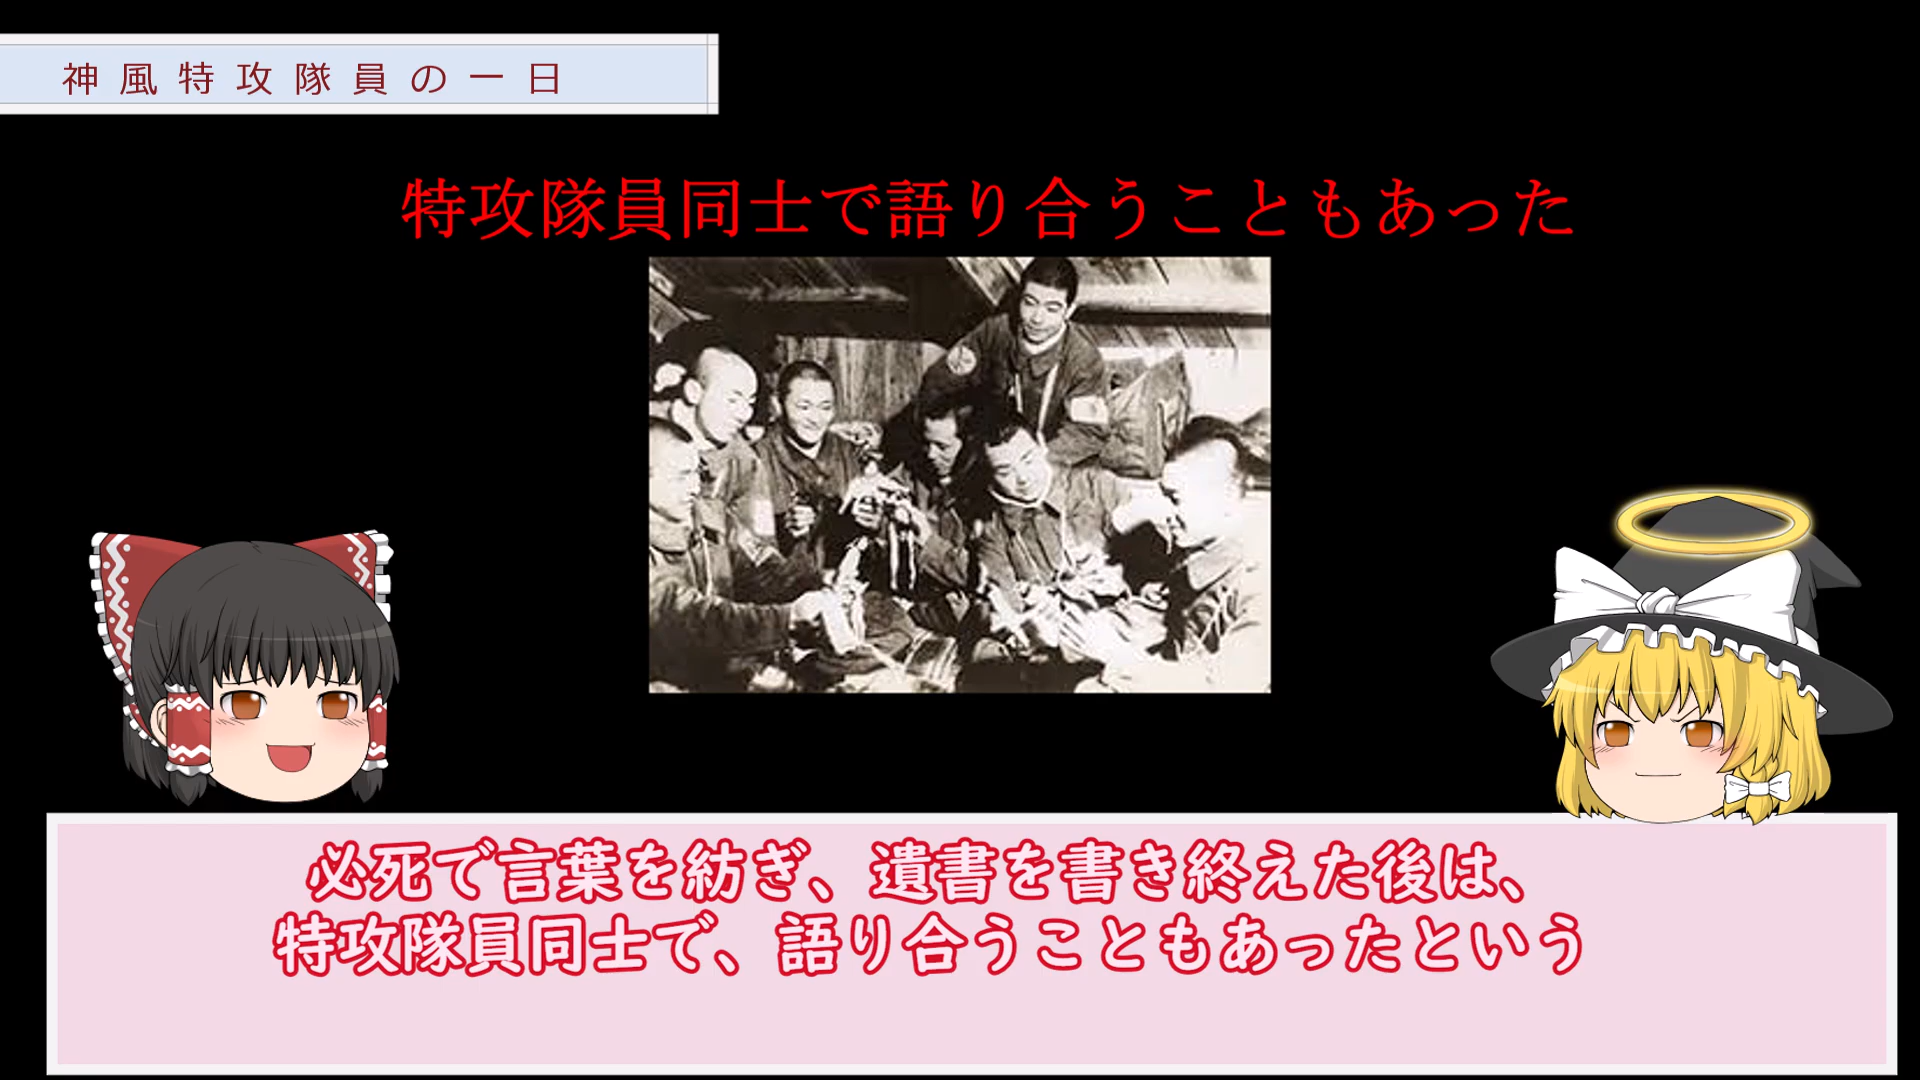 神風特攻隊員の一日
特攻隊員同士で語り合うこともあった
必死で言葉を紡ぎ、遺書を書き終えた後は、
特攻隊員同士で、語り合うこともあったという